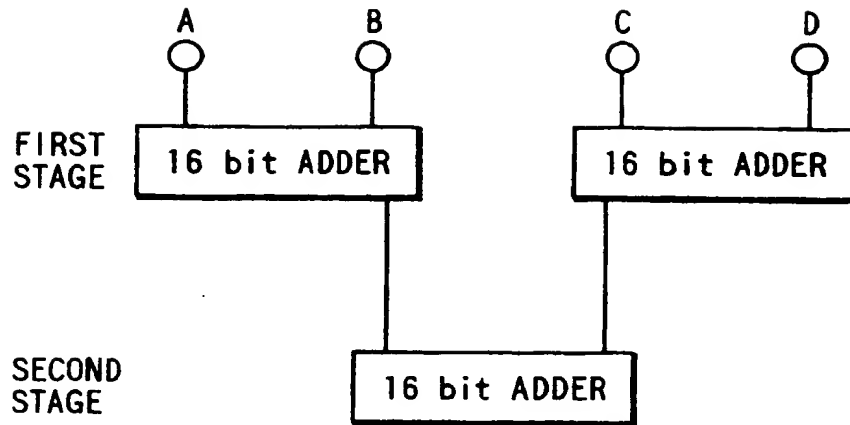 A B C D
FIRST
STAGE
16 bit ADDER 16 bit ADDER
SECOND
STAGE
16 bit ADDER